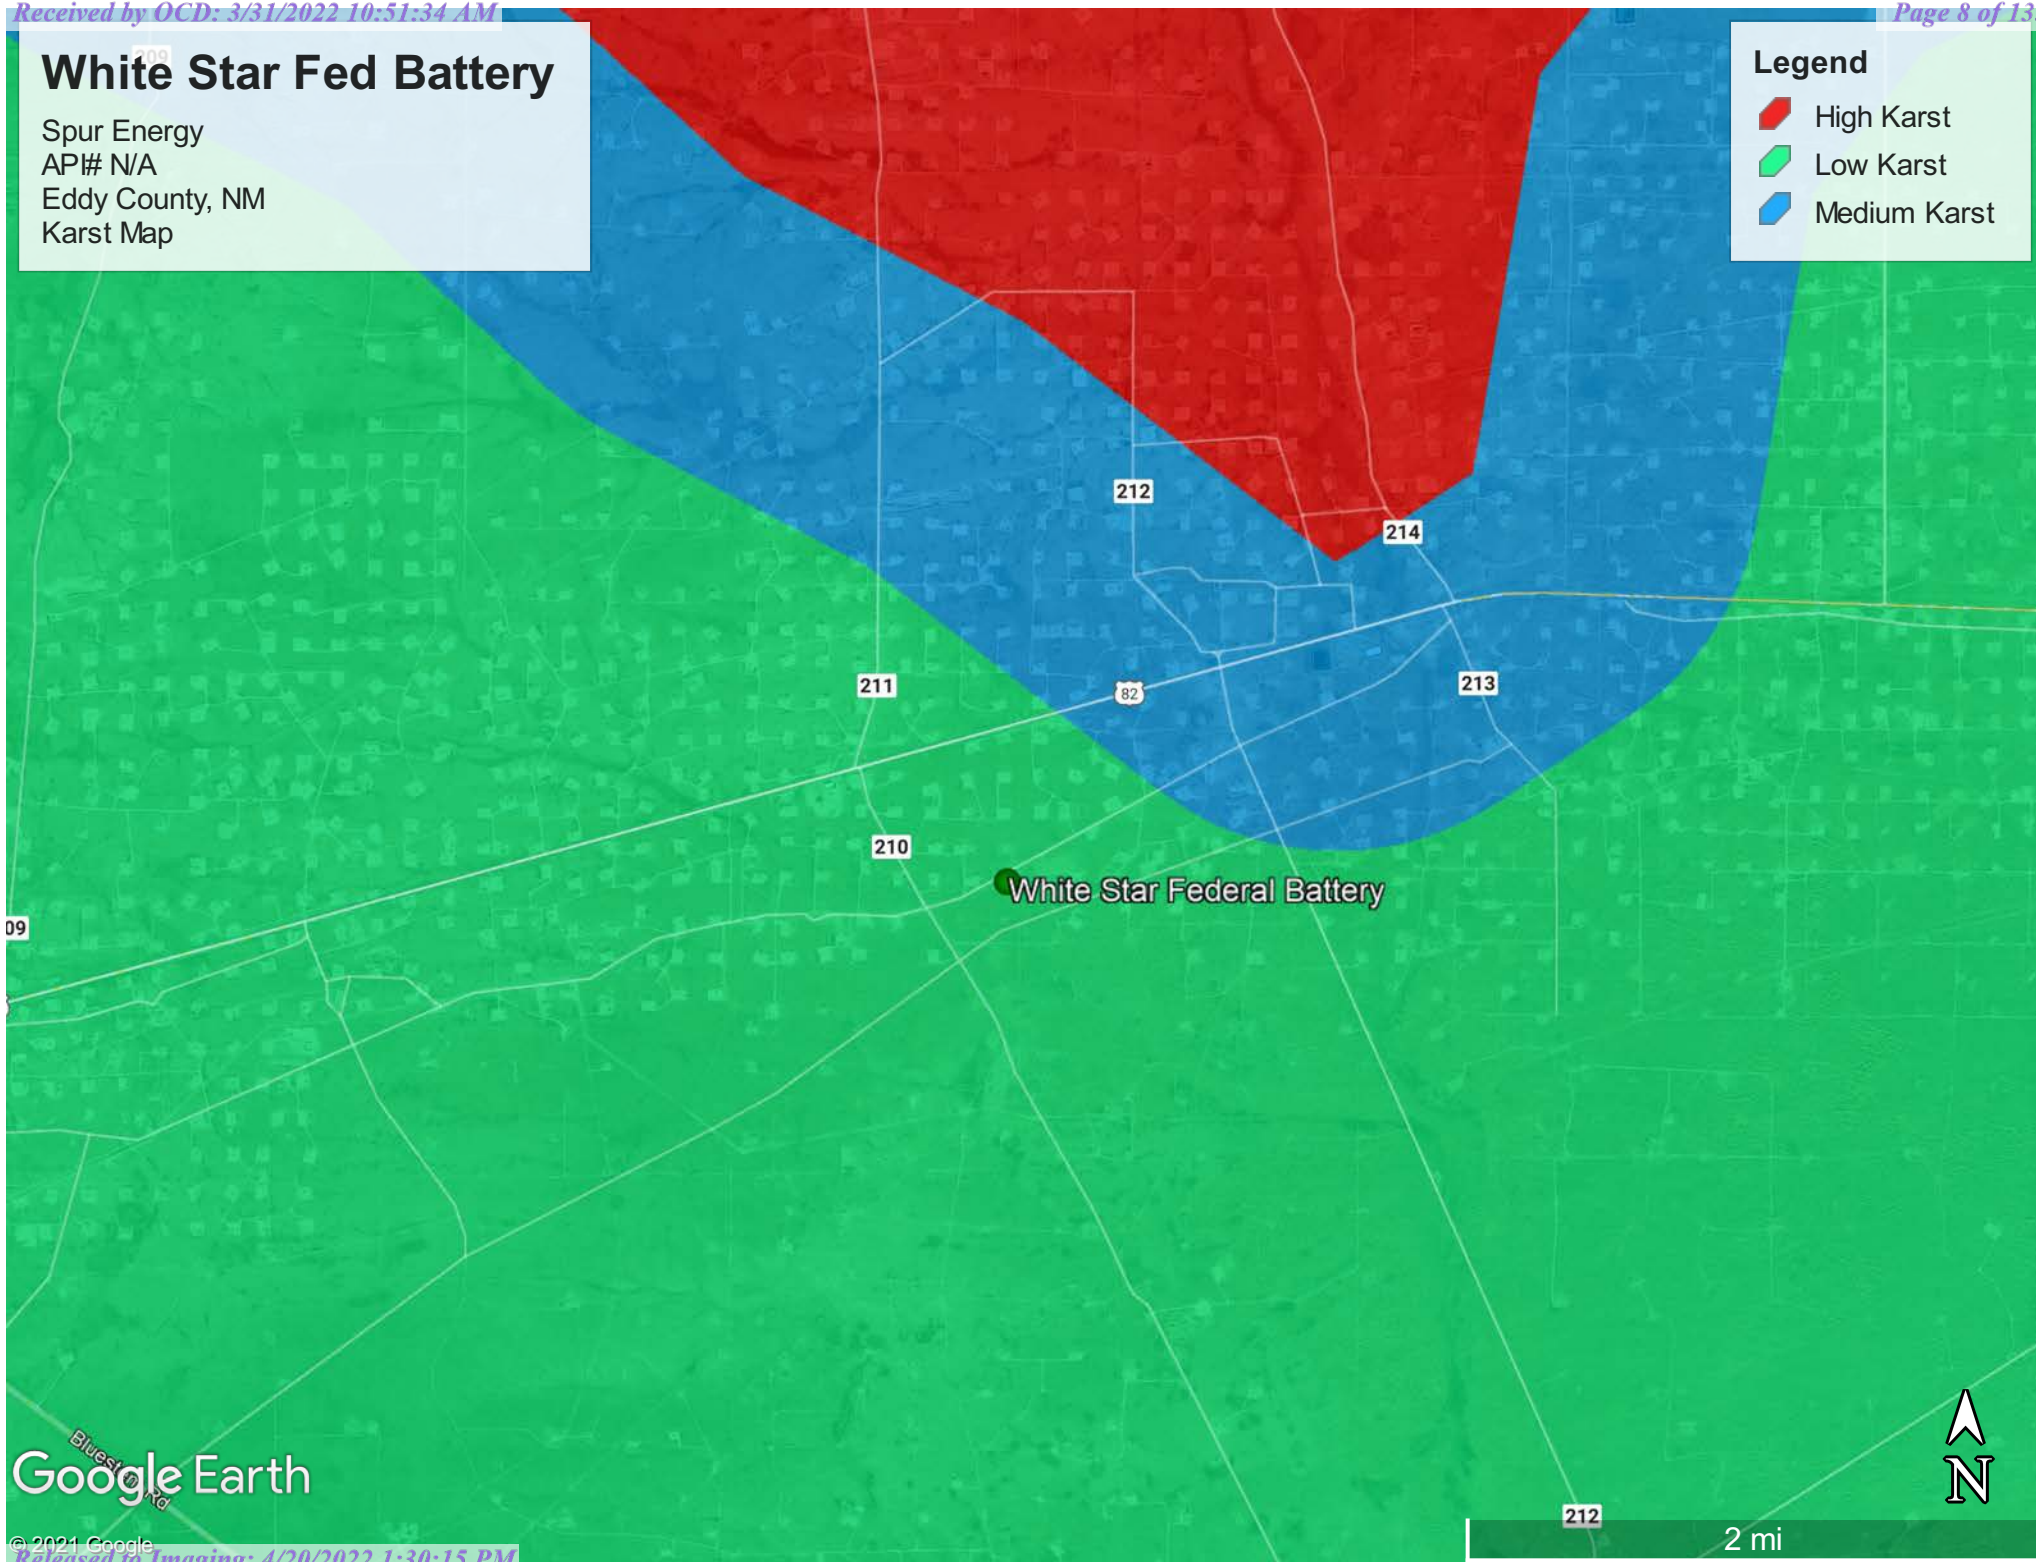 Received by OCD: 3/31/2022 10:51:34 AM
Page 8 of 13
White Star Fed Battery
Spur Energy
API# N/A
Eddy County, NM
Karst Map
Legend
High Karst
Low Karst
Medium Karst
209
212
214
211
82
213
210
White Star Federal Battery
09
Google Earth
212
2 mi
N
© 2021 Google
Released to Imaging: 4/20/2022 1:30:15 PM